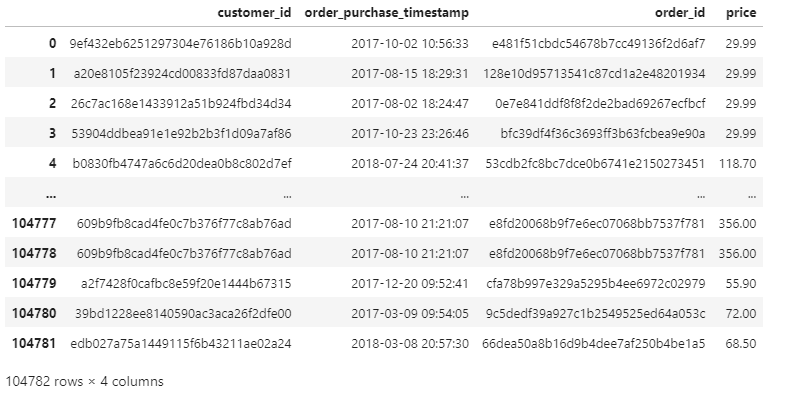 customer_id order_purchase_timestamp order_id price
0 9ef432eb6251297304e76186b10a928d 2017-10-02 10:56:33 e481f51cbdc54678b7cc49136f2d6af7 29.99
1 a20e8105f23924cd00833fd87daa0831 2017-08-15 18:29:31 128e10d95713541c87cd1a2e48201934 29.99
2 26c7ac168e1433912a51b924fbd34d34 2017-08-02 18:24:47 0e7e841ddf8f8f2de2bad69267ecfbcf 29.99
3 53904ddbea91e1e92b2b3f1d09a7af86 2017-10-23 23:26:46 bfc39df4f36c3693ff3b63fcbea9e90a 29.99
4 b0830fb4747a6c6d20dea0b8c802d7ef 2018-07-24 20:41:37 53cdb2fc8bc7dce0b6741e2150273451 118.70
... ... ... ... ...
104777 609b9fb8cad4fe0c7b376f77c8ab76ad 2017-08-10 21:21:07 e8fd20068b9f7e6ec07068bb7537f781 356.00
104778 609b9fb8cad4fe0c7b376f77c8ab76ad 2017-08-10 21:21:07 e8fd20068b9f7e6ec07068bb7537f781 356.00
104779 a2f7428f0cafbc8e59f20e1444b67315 2017-12-20 09:52:41 cfa78b997e329a5295b4ee6972c02979 55.90
104780 39bd1228ee8140590ac3aca26f2dfe00 2017-03-09 09:54:05 9c5dedf39a927c1b2549525ed64a053c 72.00
104781 edb027a75a1449115f6b43211ae02a24 2018-03-08 20:57:30 66dea50a8b16d9b4dee7af250b4be1a5 68.50
104782 rows × 4 columns